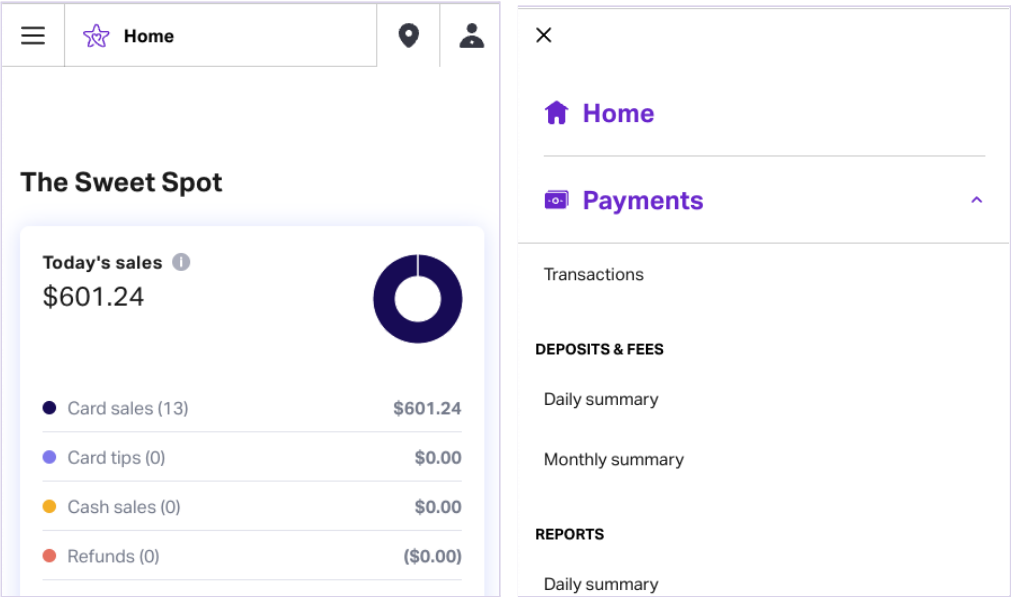 Home
The Sweet Spot
Today's sales
$601.24
Card sales (13) $601.24
Card tips (0) $0.00
Cash sales (0) $0.00
Refunds (0) ($0.00)
Home
Payments
Transactions
DEPOSITS & FEES
Daily summary
Monthly summary
REPORTS
Daily summary